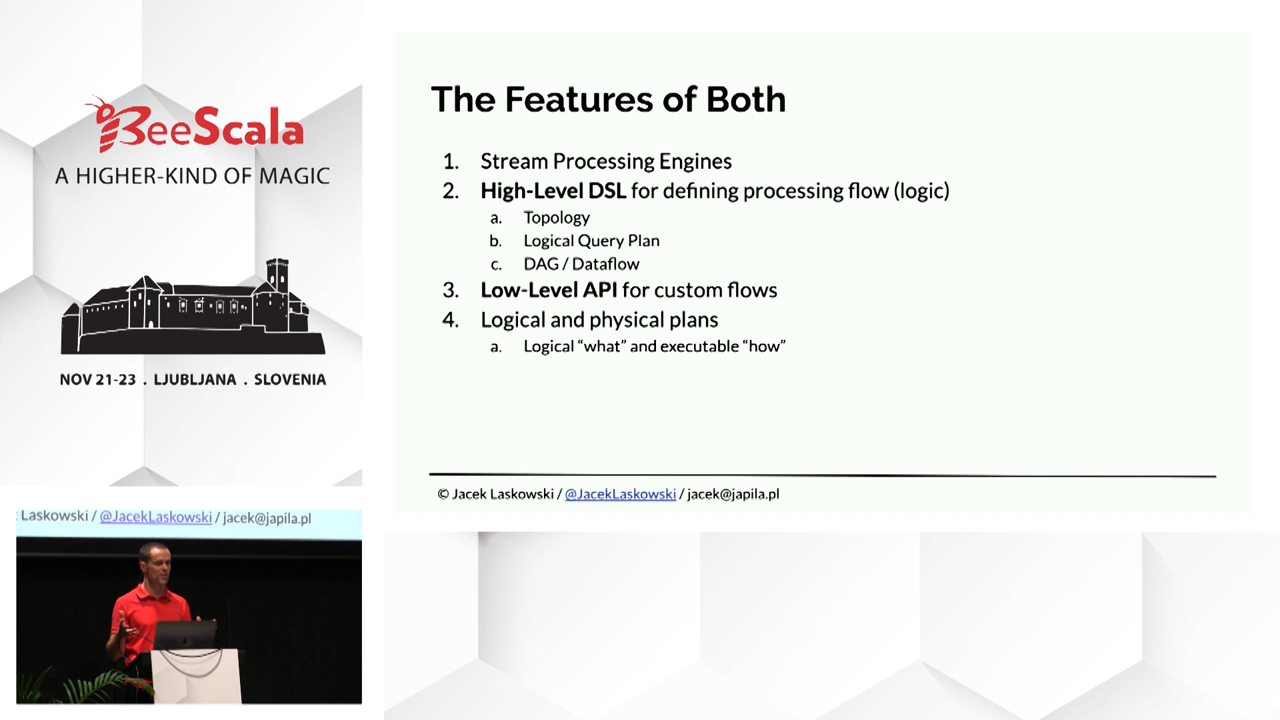 BeeScala
A HIGHER-KIND OF MAGIC
NOV 21-23 . LJUBLJANA . SLOVENIA
The Features of Both
1. Stream Processing Engines
2. High-Level DSL for defining processing flow (logic)
a. Topology
b. Logical Query Plan
c. DAG / Dataflow
3. Low-Level API for custom flows
4. Logical and physical plans
a. Logical “what” and executable “how”
© Jacek Laskowski / @JacekLaskowski / jacek@japila.pl
Laskowski / @JacekLaskowski / jacek@japila.pl